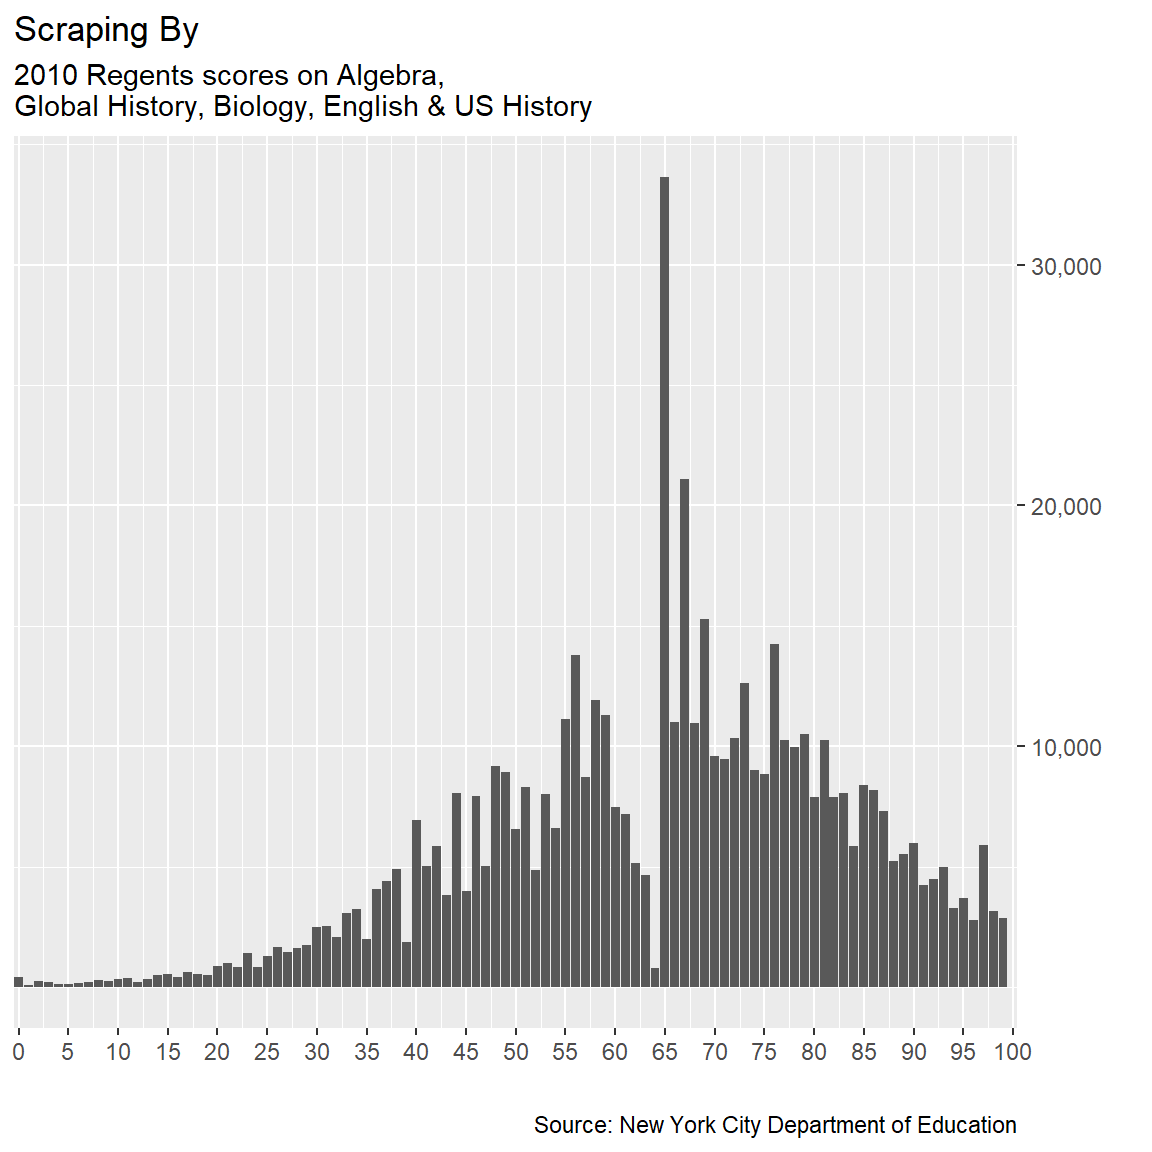 Scraping By
2010 Regents scores on Algebra,
Global History, Biology, English & US History
30,000
20,000
10,000
0 5 10 15 20 25 30 35 40 45 50 55 60 65 70 75 80 85 90 95 100
Source: New York City Department of Education